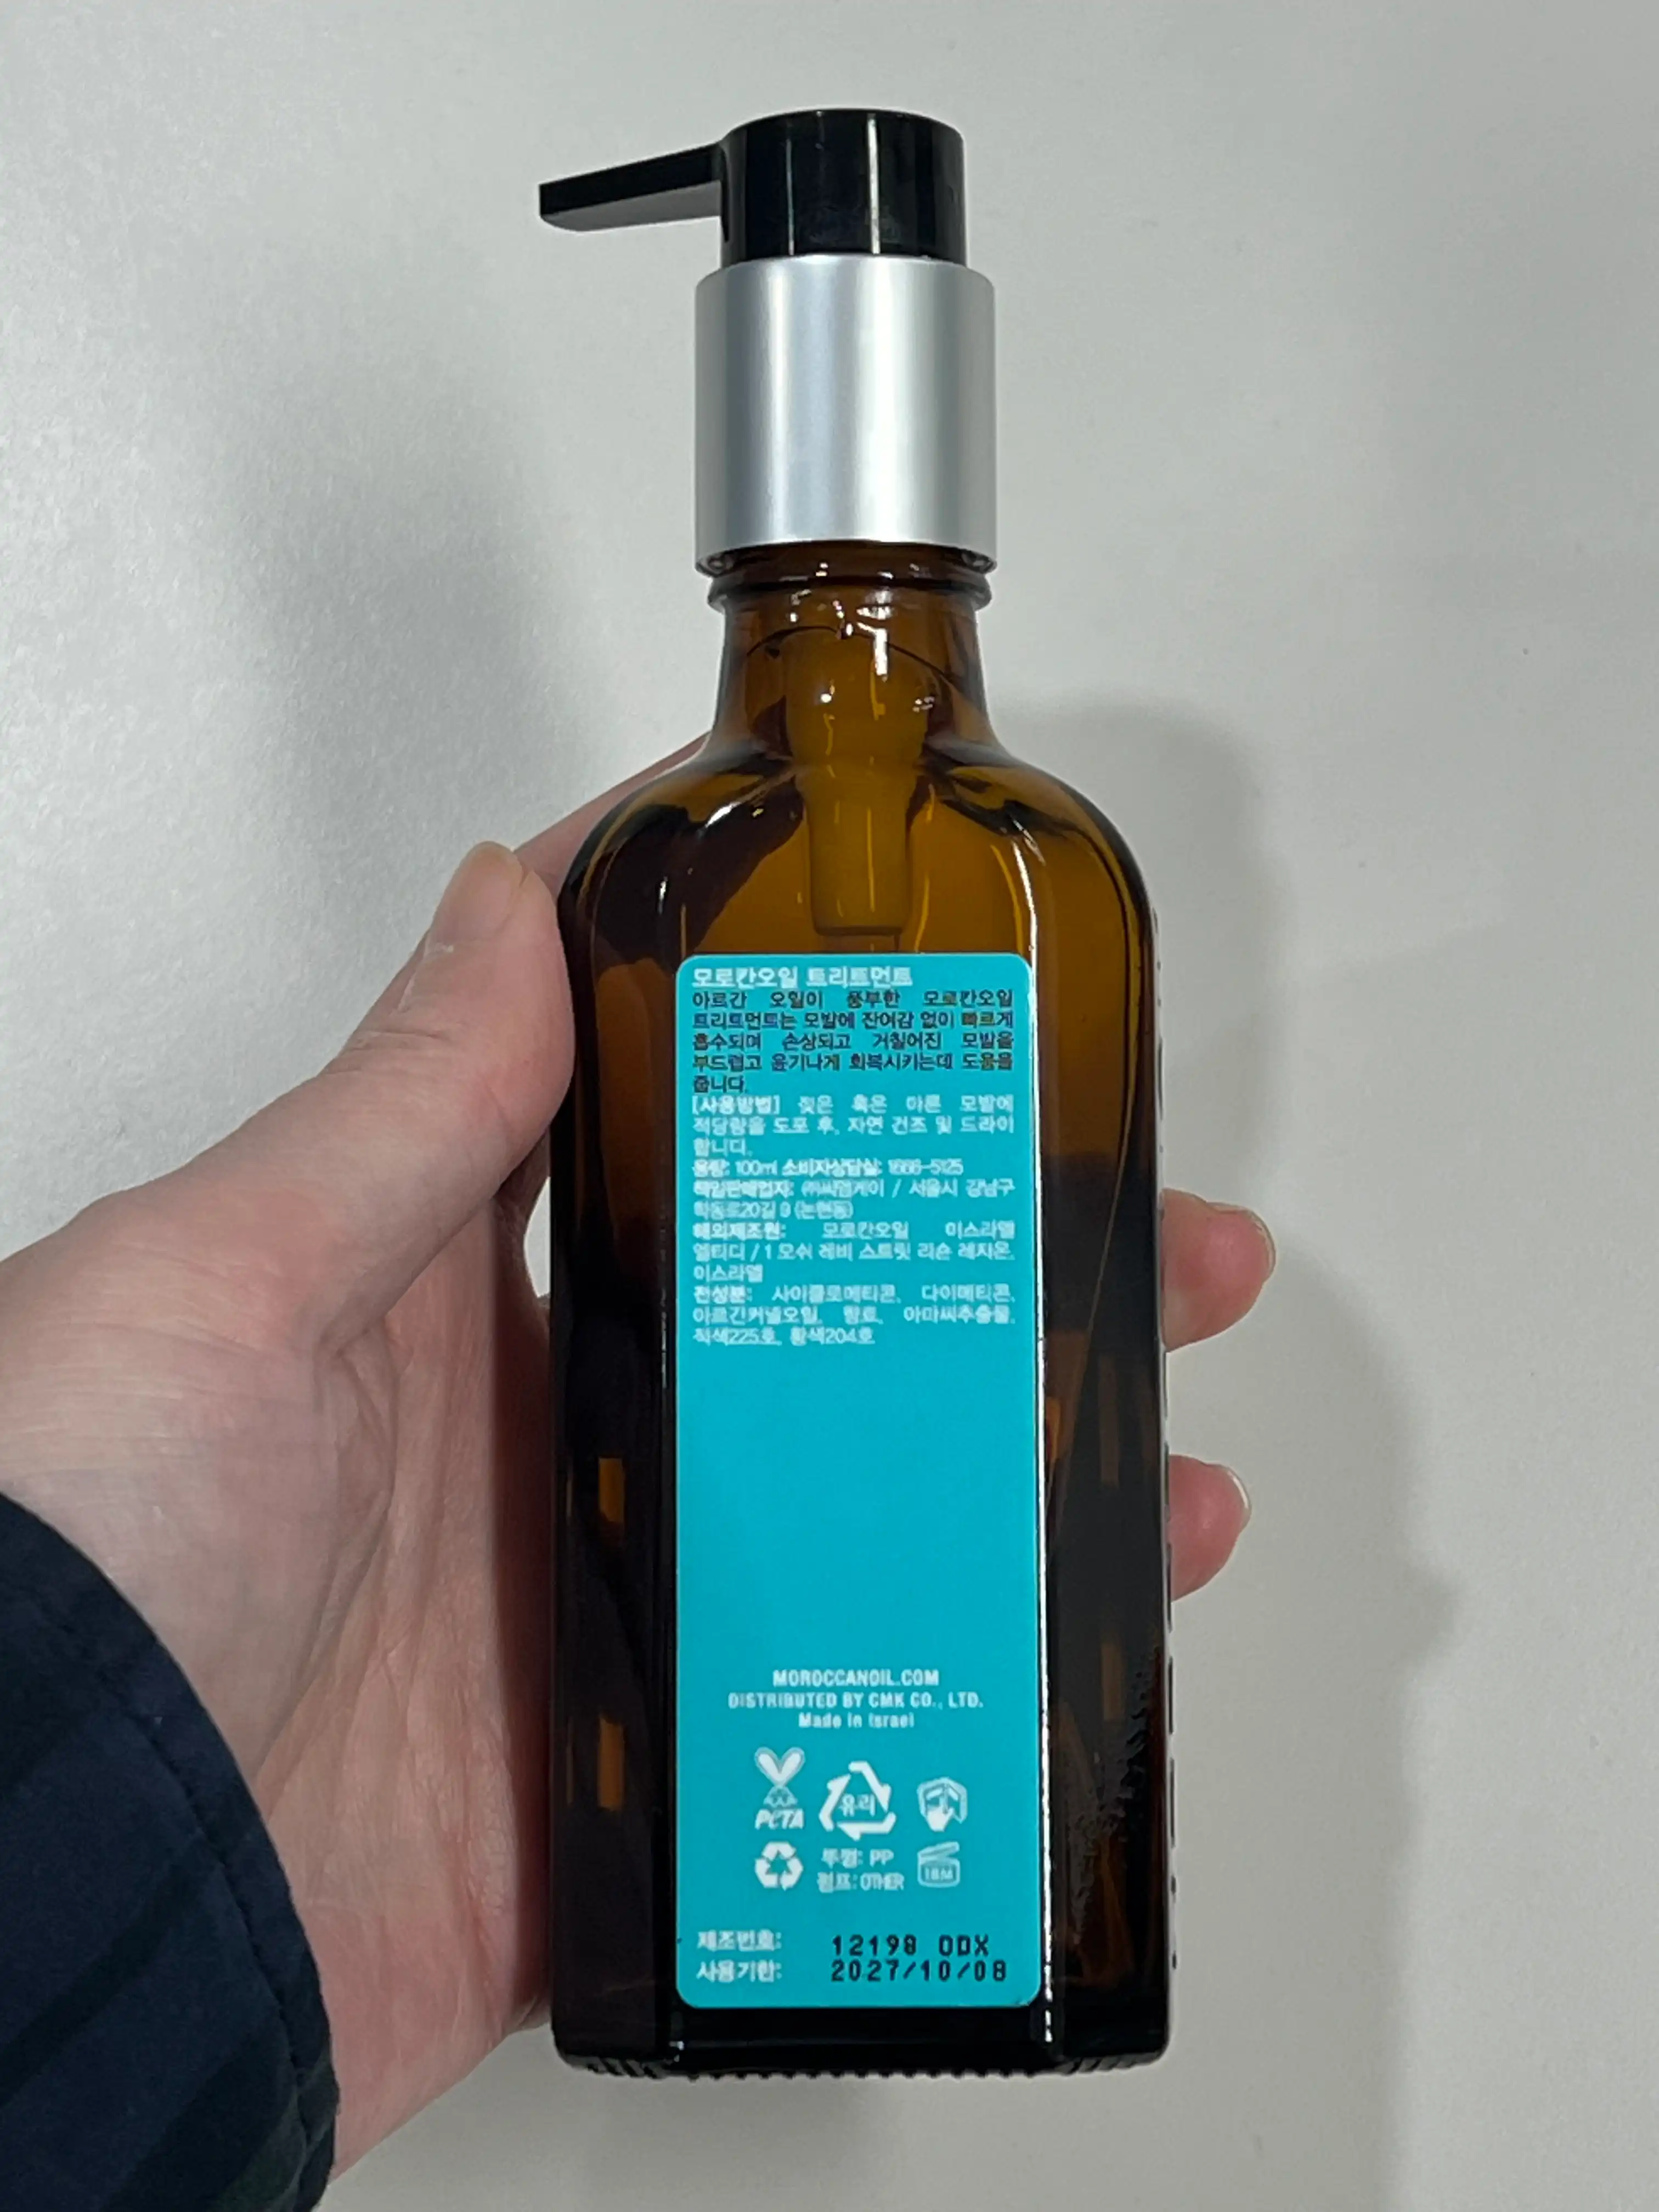 모로칸오일 트리트먼트
아르간 오일이 풍부한 모로칸오일
트리트먼트는 모발에 잔여감 없이 빠르게
흡수되며 손상되고 거칠어진 모발을
부드럽고 윤기나게 회복시키는데 도움을
줍니다.
[사용방법] 젖은 혹은 마른 모발에
적당량을 도포 후, 자연 건조 및 드라이
합니다.
용량: 100ml 소비자상담실: 1666-5125
책임판매업자: ㈜씨엠케이 / 서울시 강남구
학동로20길 9 (논현동)
해외제조원: 모로칸오일 이스라엘
엘티디 / 1 모쉬 레비 스트릿 리숀 레지온,
이스라엘
전성분: 사이클로메티콘, 다이메티콘,
아르간커넬오일, 향료, 아마씨추출물,
적색225호, 황색204호
MOROCCANOIL.COM
DISTRIBUTED BY CMK CO., LTD.
Made in Israel
PETA
유리
뚜껑: PP
펌프: OTHER
18M
제조번호: 12198 ODX
사용기한: 2027/10/08